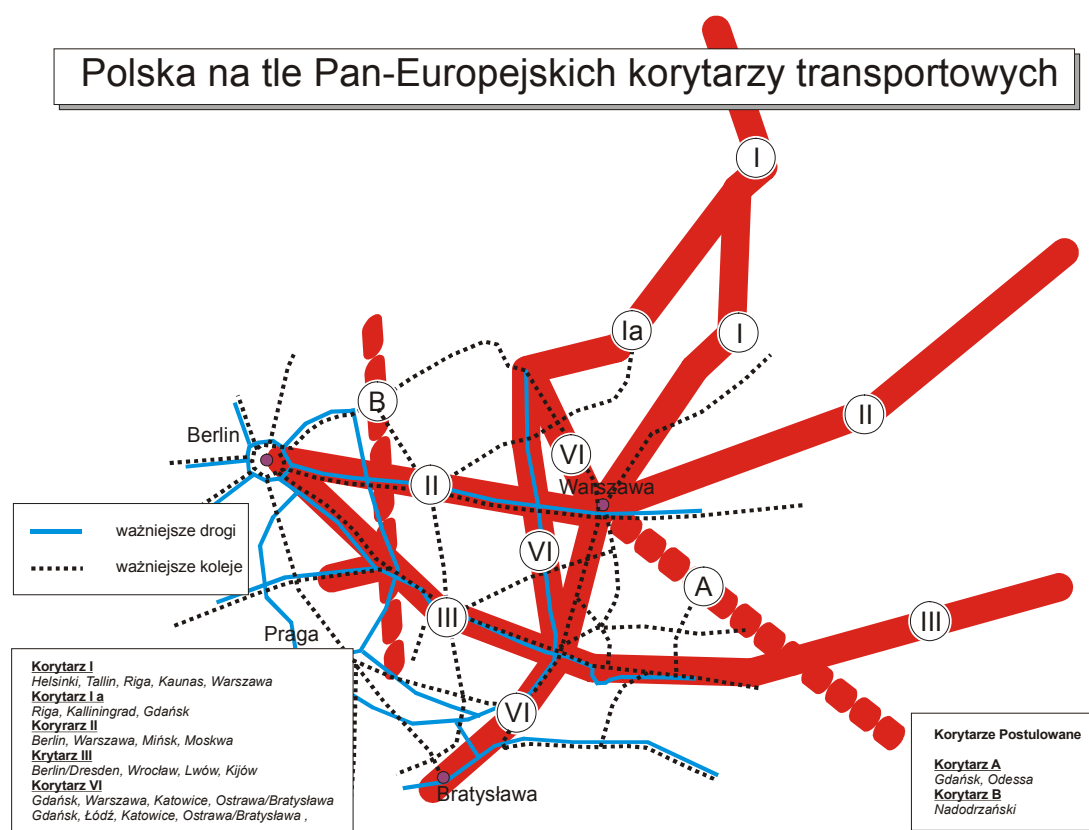 Polska na tle Pan-Europejskich korytarzy transportowych
I
Ia
I
B
II
Berlin
VI
II
Warszawa
ważniejsze drogi
VI
ważniejsze koleje
A
III
III
Praga
Korytarz I
Helsinki, Tallin, Riga, Kaunas, Warszawa
Korytarz I a
Riga, Kalliningrad, Gdańsk
Koryrarz II
Berlin, Warszawa, Mińsk, Moskwa
Krytarz III
Berlin/Dresden, Wrocław, Lwów, Kijów
Korytarz VI
Gdańsk, Warszawa, Katowice, Ostrawa/Bratysława
Gdańsk, Łódź, Katowice, Ostrawa/Bratysława ,
VI
Bratysława
Korytarze Postulowane
Korytarz A
Gdańsk, Odessa
Korytarz B
Nadodrzański